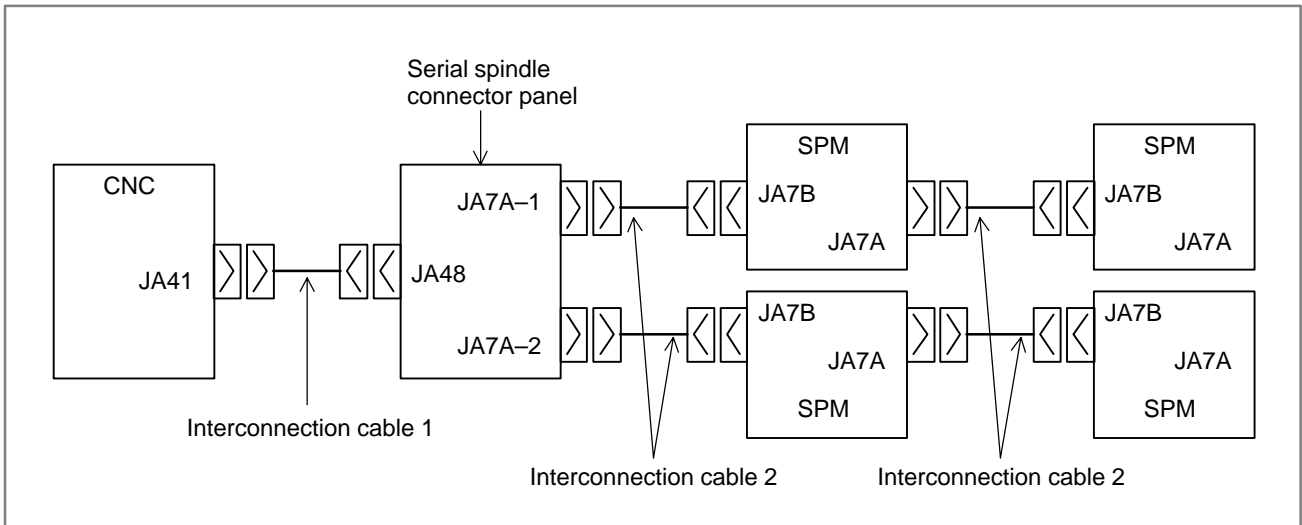 Serial spindle
connector panel
CNC
JA41
JA48
JA7A–1
JA7A–2
SPM
JA7B
JA7A
SPM
JA7B
JA7A
JA7B
JA7A
SPM
JA7B
JA7A
SPM
Interconnection cable 1
Interconnection cable 2
Interconnection cable 2